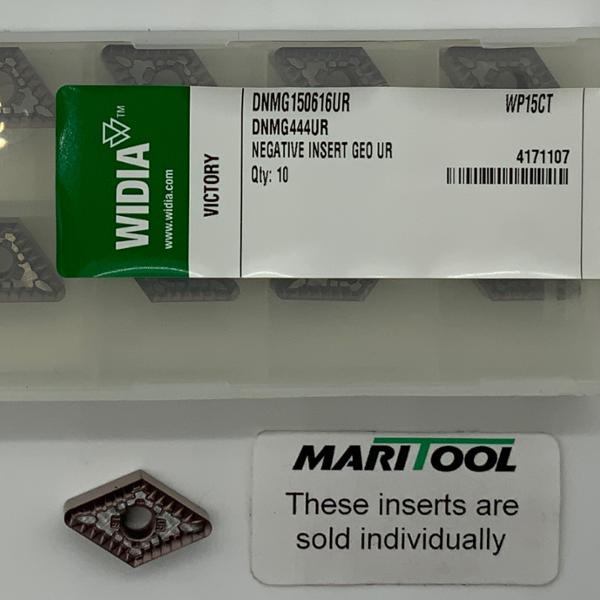 WIDIA™
www.widia.com
VICTORY
DNMG150616UR WP15CT
DNMG444UR
NEGATIVE INSERT GEO UR 4171107
Qty: 10
MARITOOL
These inserts are
sold individually